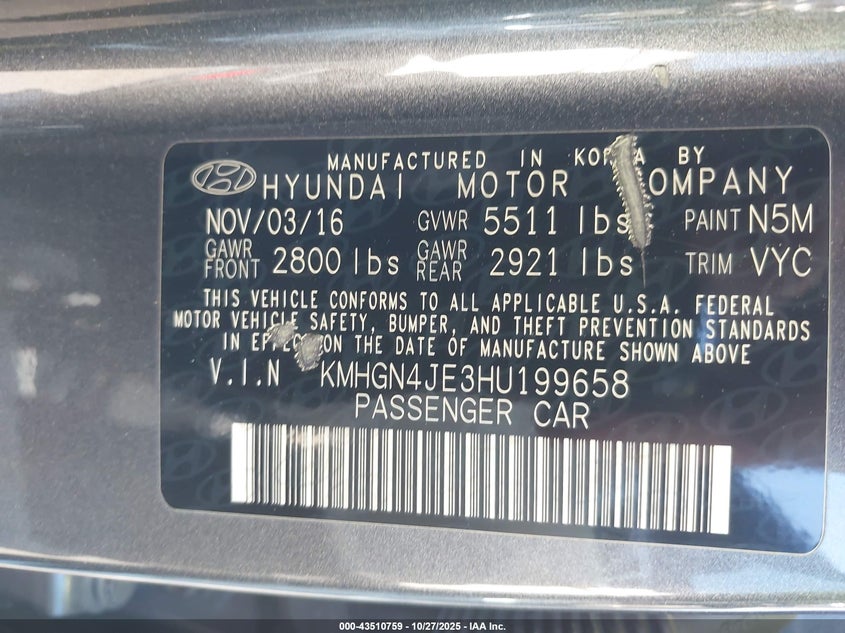 MANUFACTURED IN KOREA BY
HYUNDAI MOTOR COMPANY
NOV/03/16 GVWR 5511 lbs PAINT N5M
GAWR FRONT 2800 lbs GAWR REAR 2921 lbs TRIM VYC
THIS VEHICLE CONFORMS TO ALL APPLICABLE U.S.A. FEDERAL
MOTOR VEHICLE SAFETY, BUMPER, AND THEFT PREVENTION STANDARDS
IN EFFECT ON THE DATE OF MANUFACTURE SHOWN ABOVE
V.I.N KMHGN4JE3HU199658
PASSENGER CAR
000-43510759 - 10/27/2025 - IAA Inc.